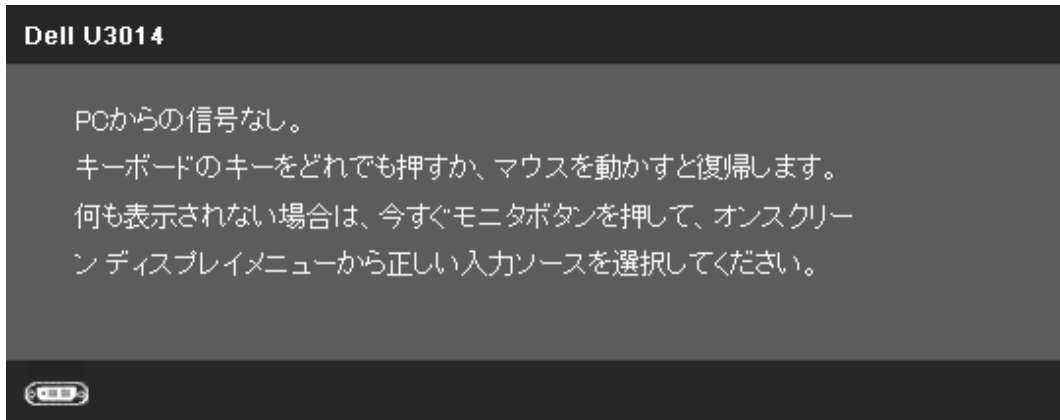 Dell U3014
PCからの信号なし。
キーボードのキーをどれでも押すか、マウスを動かすと復帰します。
何も表示されない場合は、今すぐモニタボタンを押して、オンスクリー
ン ディスプレイメニューから正しい入力ソースを選択してください。